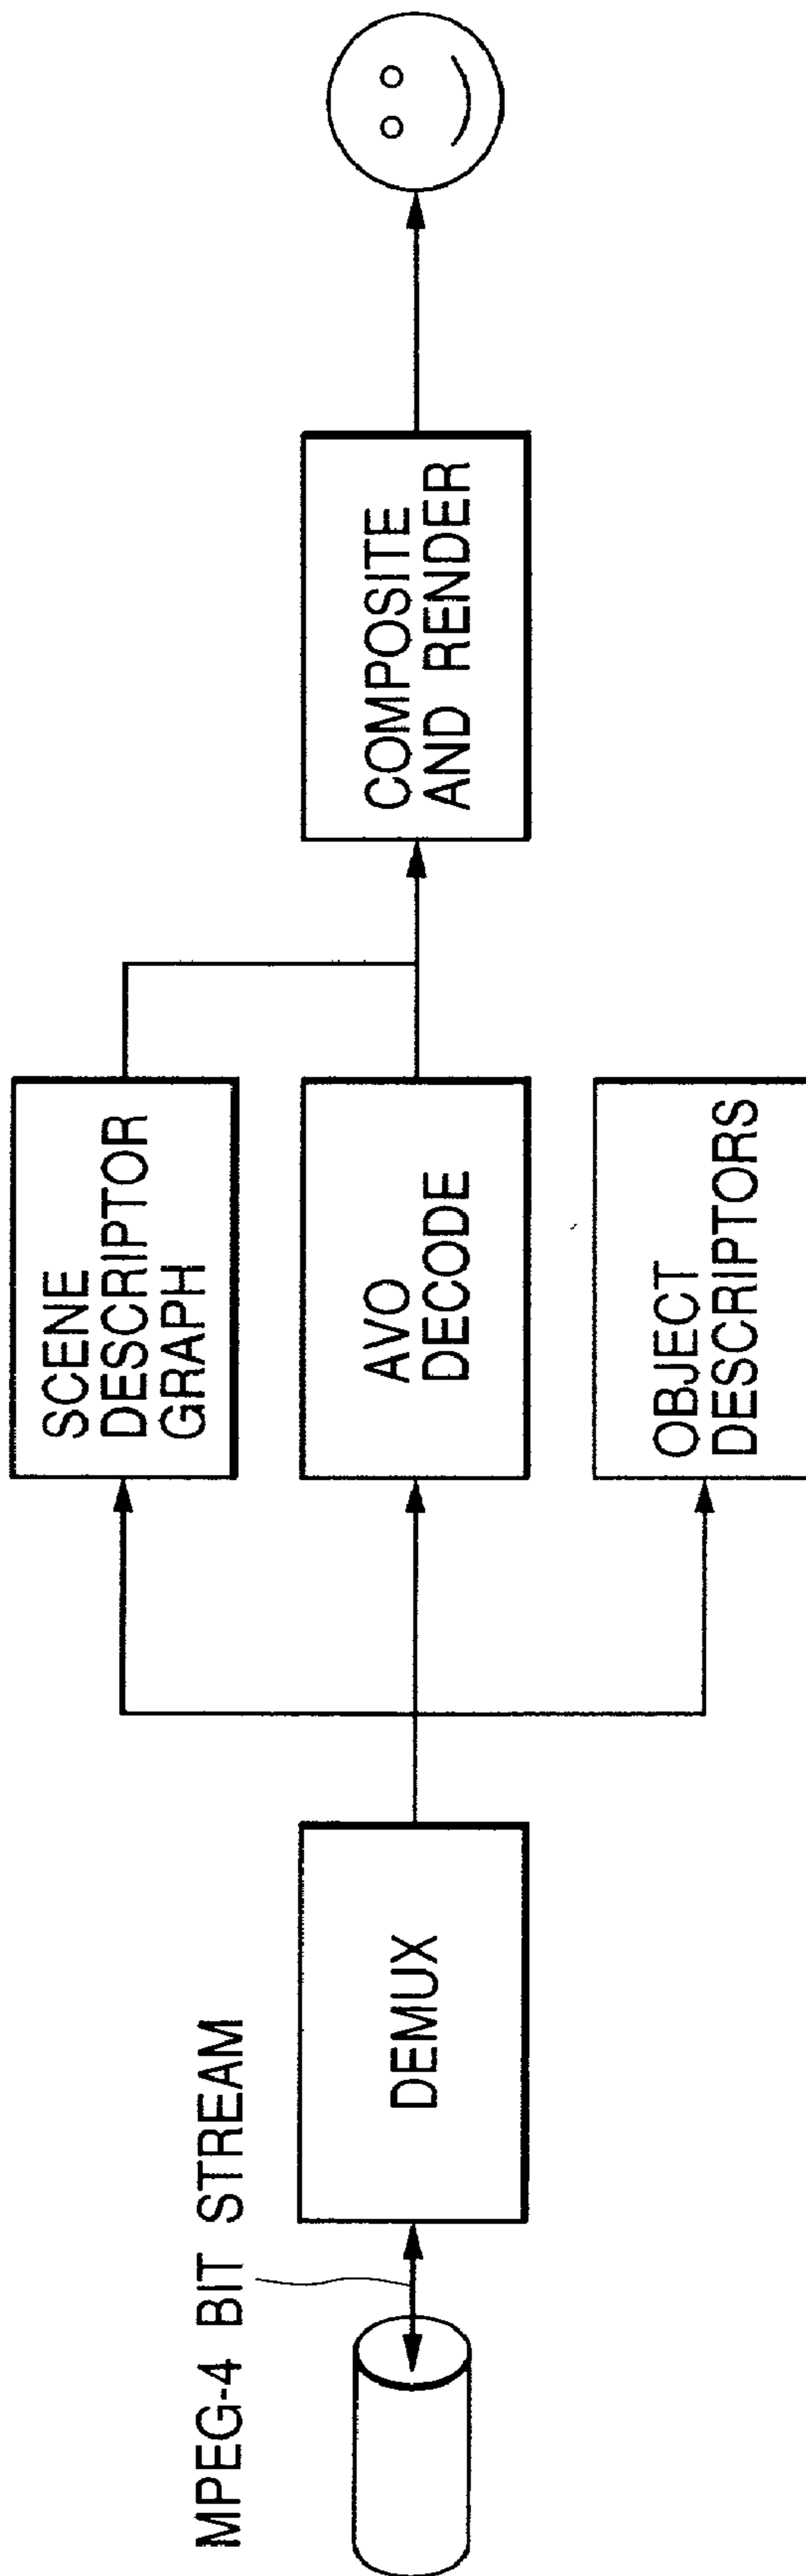 MPEG-4 BIT STREAM
DEMUX
SCENE
DESCRIPTOR
GRAPH
AVO
DECODE
OBJECT
DESCRIPTORS
COMPOSITE
AND RENDER